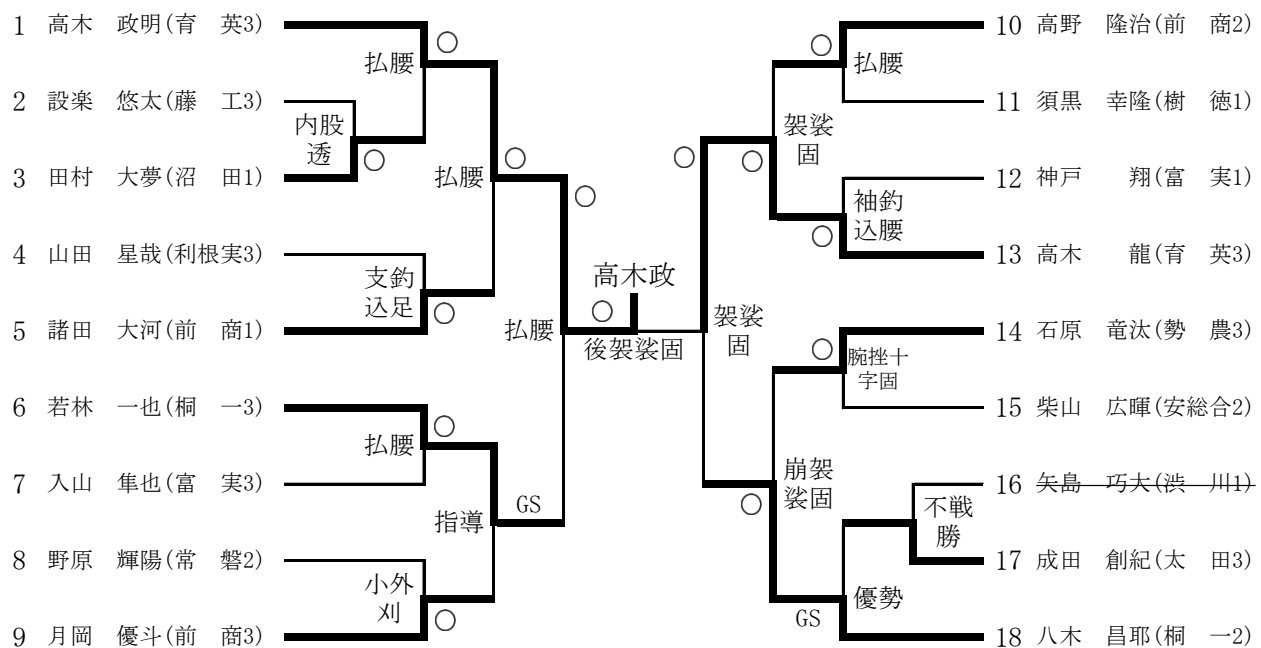 1 高木　政明(育　英3)
2 設楽　悠太(藤　工3)
3 田村　大夢(沼　田1)
4 山田　星哉(利根実3)
5 諸田　大河(前　商1)
6 若林　一也(桐　一3)
7 入山　隼也(富　実3)
8 野原　輝陽(常　磐2)
9 月岡　優斗(前　商3)
払腰
内股
透
払腰
支釣
込足
払腰
払腰
指導
GS
小外
刈
高木政
後袈裟固
払腰
袈裟
固
袖釣
込腰
袈裟
固
腕挫十
字固
崩袈
裟固
不戦
勝
優勢
GS
10 高野　隆治(前　商2)
11 須黒　幸隆(樹　徳1)
12 神戸　　翔(富　実1)
13 高木　　龍(育　英3)
14 石原　竜汰(勢　農3)
15 柴山　広暉(安総合2)
16 矢島　巧大(渋　川1)
17 成田　創紀(太　田3)
18 八木　昌耶(桐　一2)